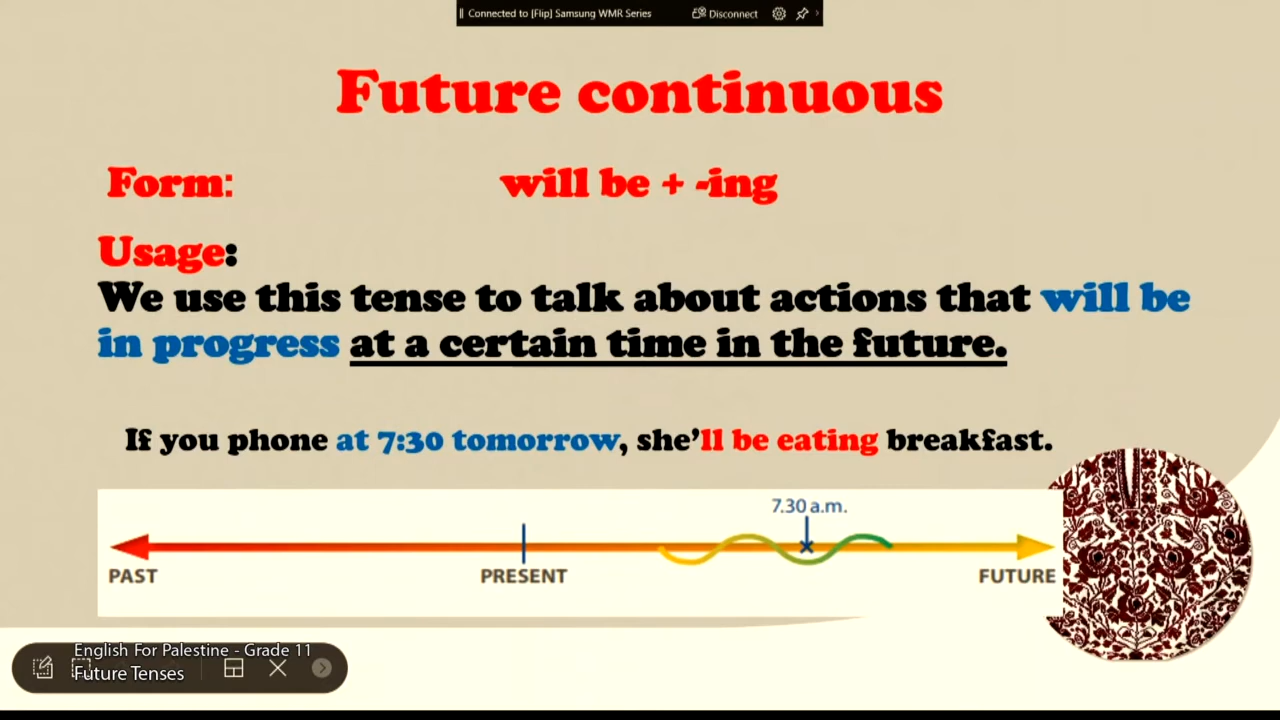 Connected to [Flip] Samsung WMR Series Disconnect
Future continuous
Form: will be + -ing
Usage:
We use this tense to talk about actions that will be
in progress at a certain time in the future.
If you phone at 7:30 tomorrow, she'll be eating breakfast.
7.30 a.m.
PAST PRESENT FUTURE
English For Palestine - Grade 11
Future Tenses